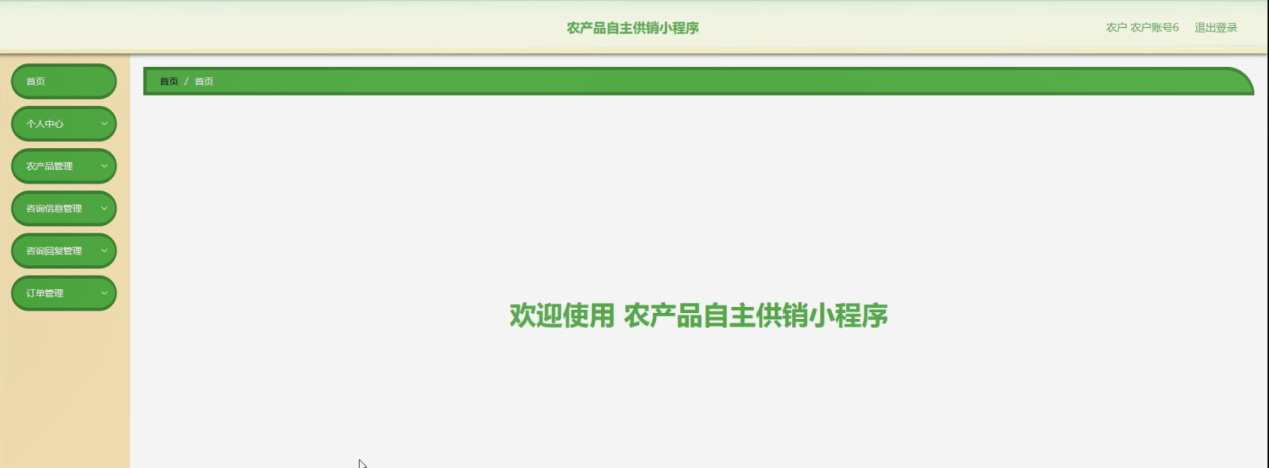 农产品自主供销小程序
农户 农户账号6 退出登录
首页
个人中心
农产品管理
咨询信息管理
咨询回复管理
订单管理
首页 / 首页
欢迎使用 农产品自主供销小程序